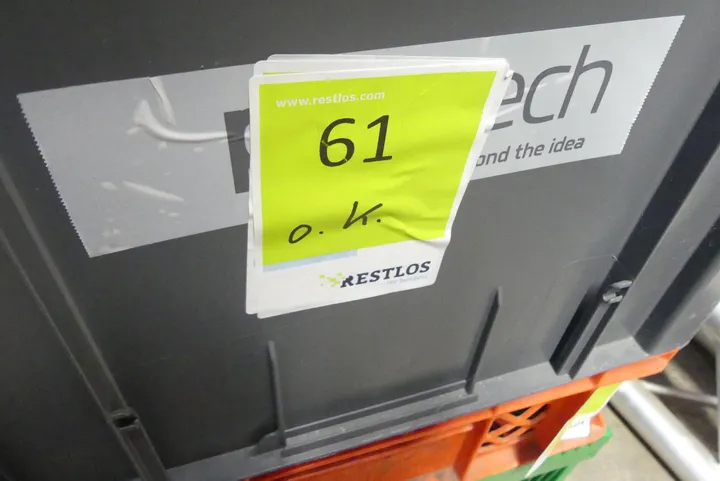 ech
ond the idea
www.restlos.com
61
o.k.
RESTLOS